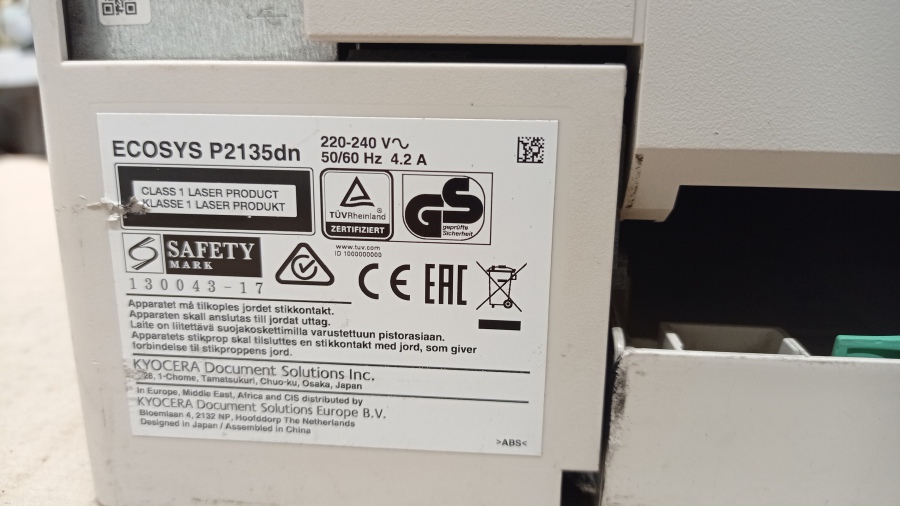 ECOSYS P2135dn
220-240 V~
50/60 Hz 4.2 A
CLASS 1 LASER PRODUCT
KLASSE 1 LASER PRODUKT
TÜVRheinland ®
ZERTIFIZIERT
GS
geprüfte
Sicherheit
www.tuv.com
ID 1000000000
S SAFETY
MARK
130043-17
CE EAC
Apparatet må tilkoples jordet stikkontakt.
Apparaten skall anslutas till jordat uttag.
Laite on liitettävä suojakoskettimilla varustettuun pistorasiaan.
Apparatets stikprop skal tilsluttes en stikkontakt med jord, som giver
forbindelse til stikproppens jord.
KYOCERA Document Solutions Inc.
28, 1-Chome, Tamatsukuri, Chuo-ku, Osaka, Japan
In Europe, Middle East, Africa and CIS distributed by
KYOCERA Document Solutions Europe B.V.
Bloemlaan 4, 2132 NP, Hoofddorp The Netherlands
Designed in Japan / Assembled in China
>ABS<